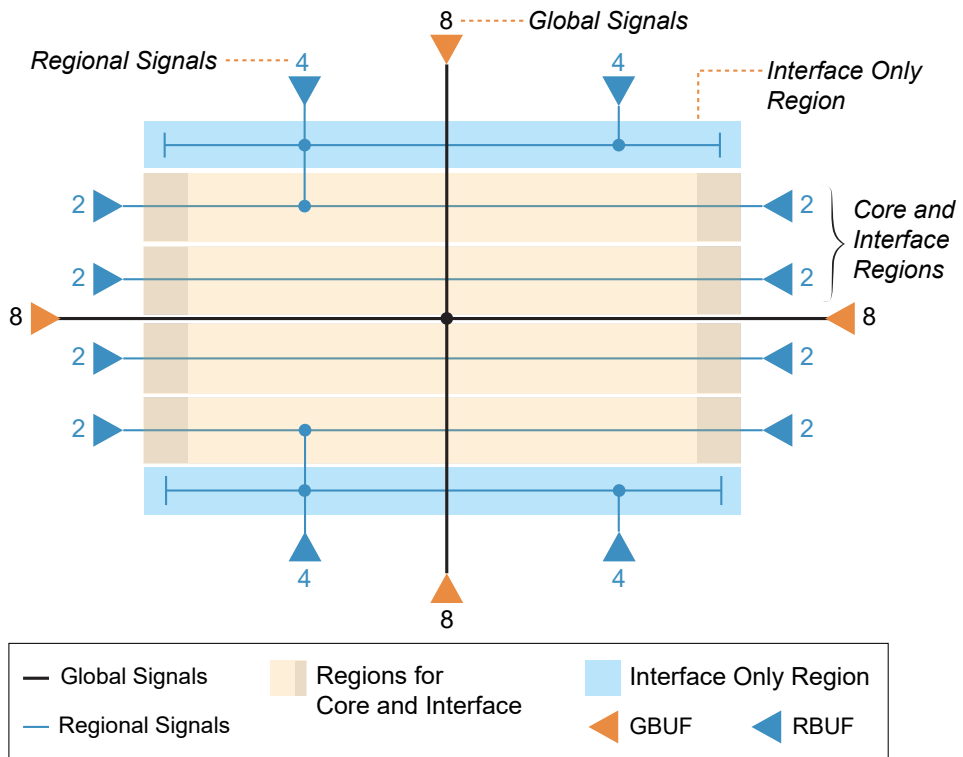 8 Global Signals
Regional Signals 4 4
Interface Only
Region
2 2
Core and
Interface
Regions
2 2
8 8
2 2
2 2
4 4
8
Global Signals
Regional Signals
Regions for
Core and Interface
Interface Only Region
GBUF RBUF